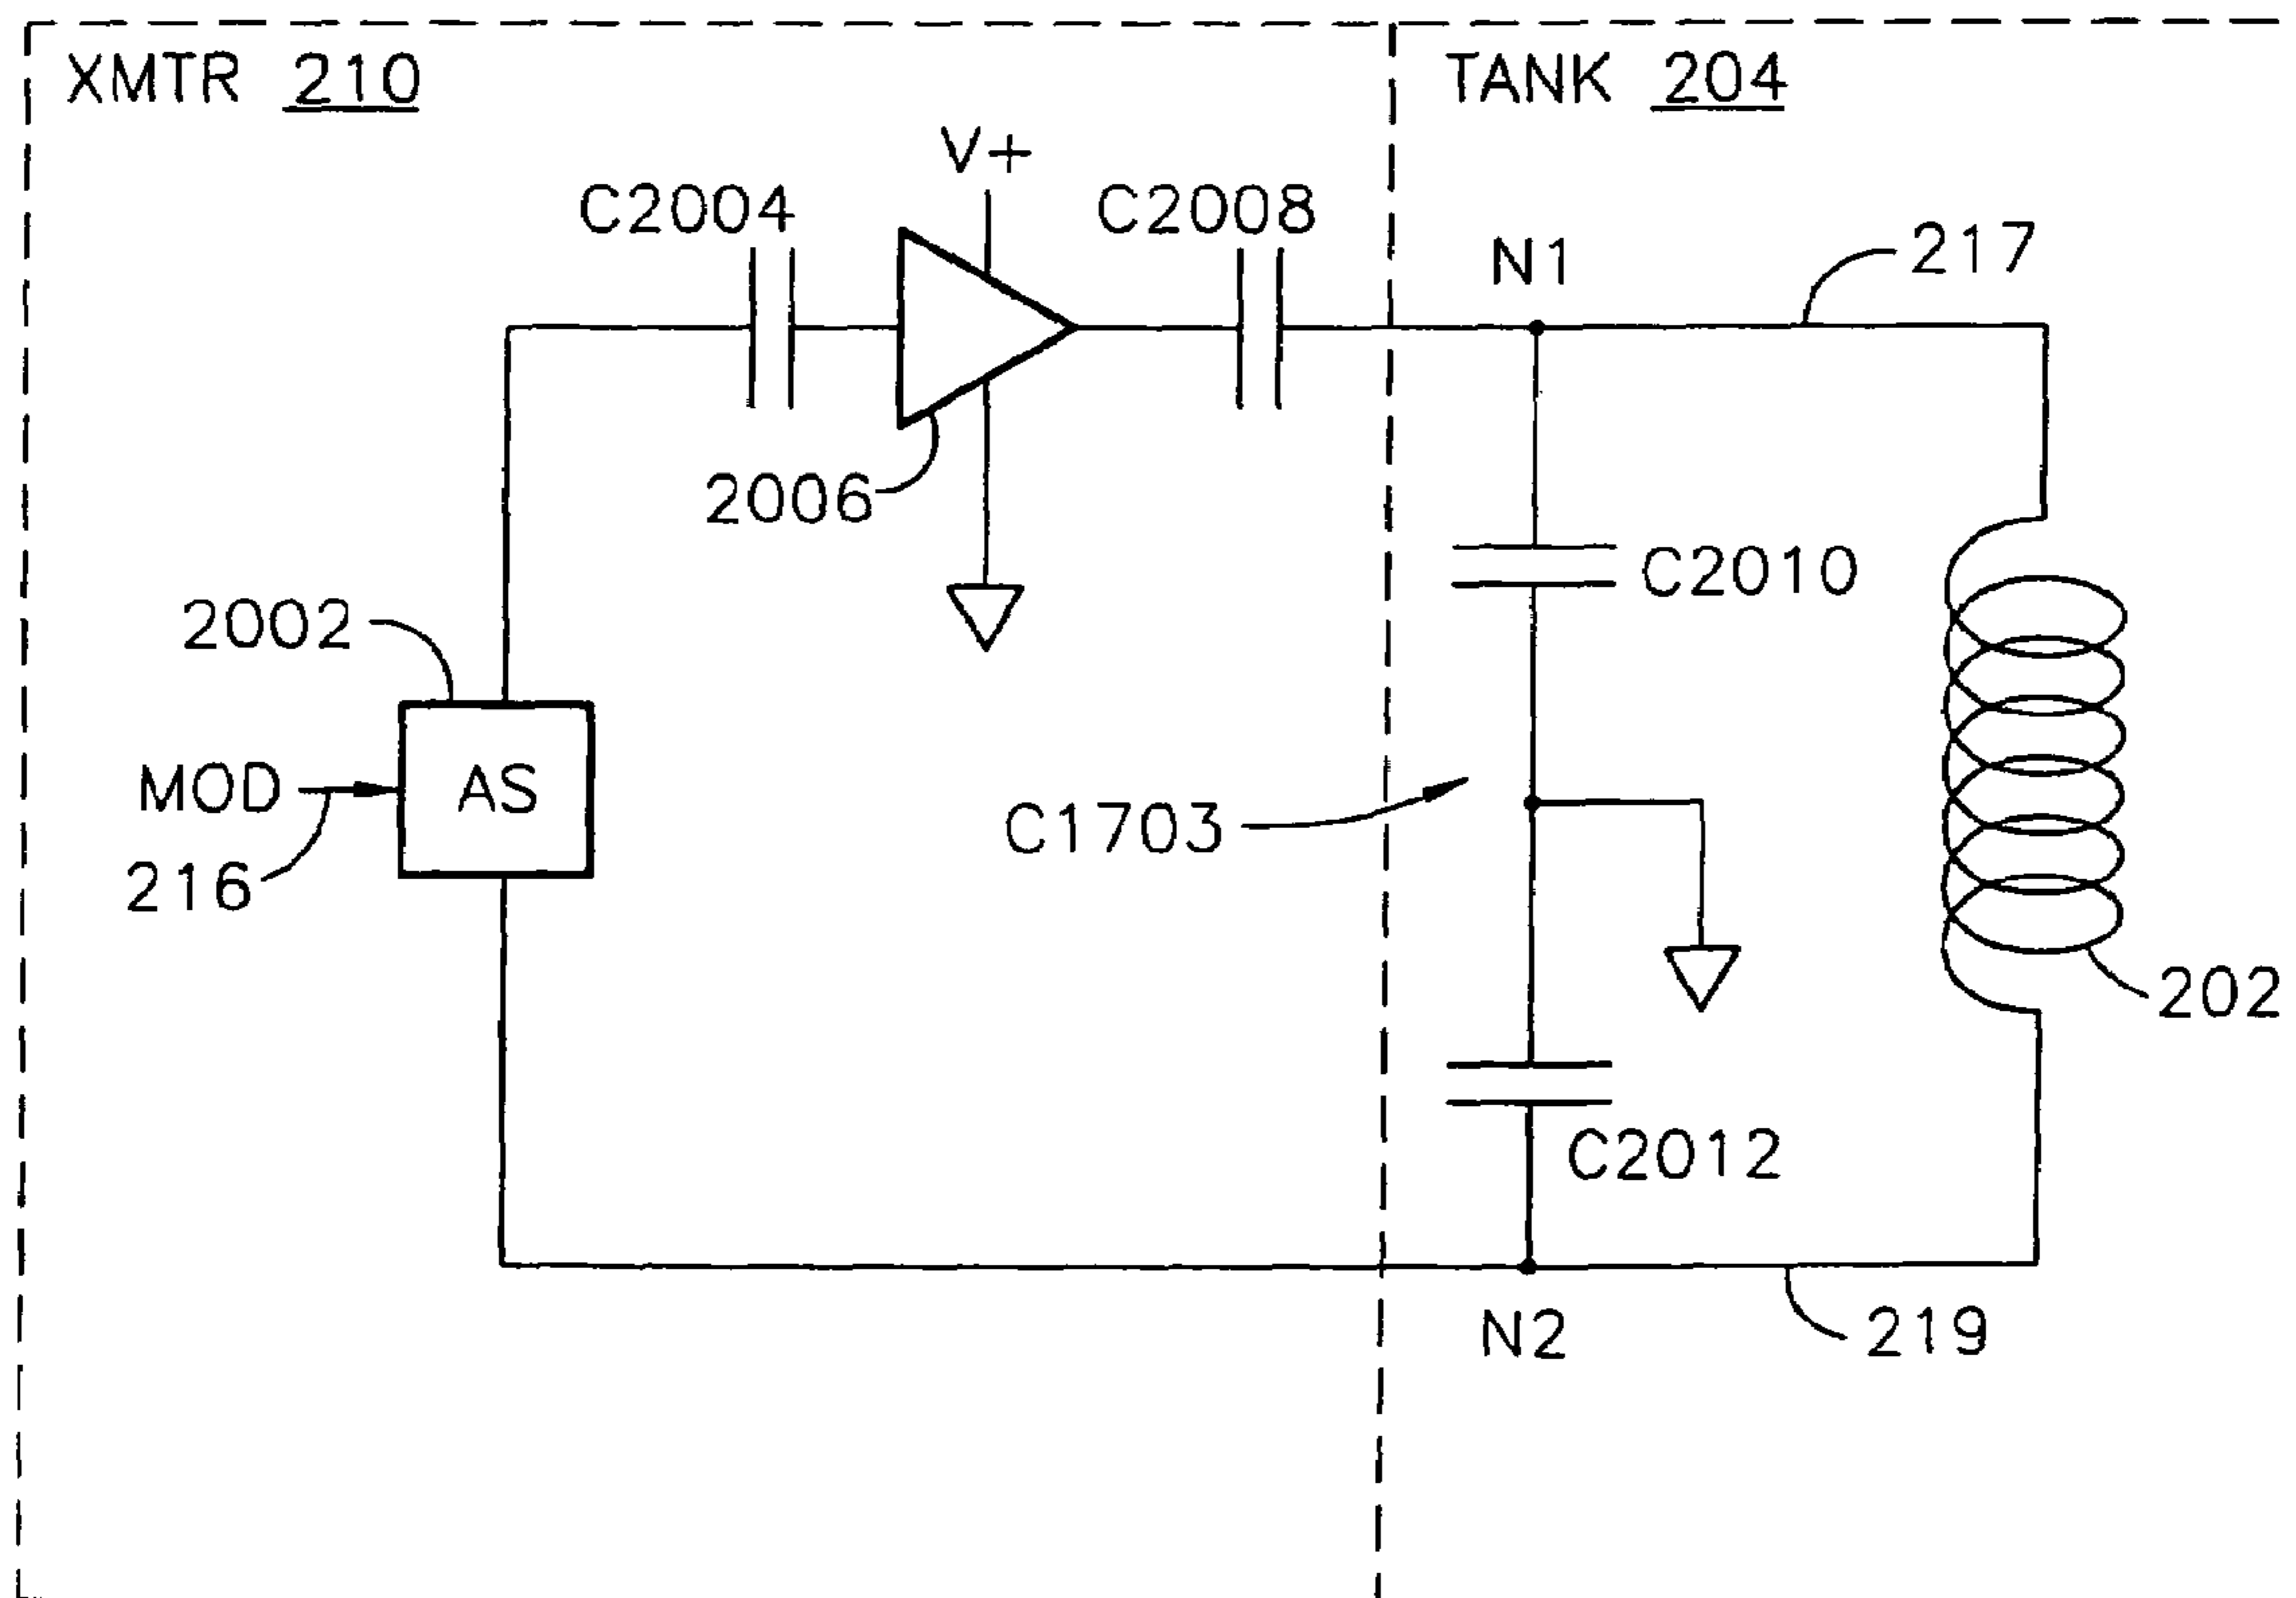 XMTR 210
TANK 204
V+
C2004
C2008
N1
217
2006
C2010
2002
MOD
AS
C1703
216
202
C2012
N2
219